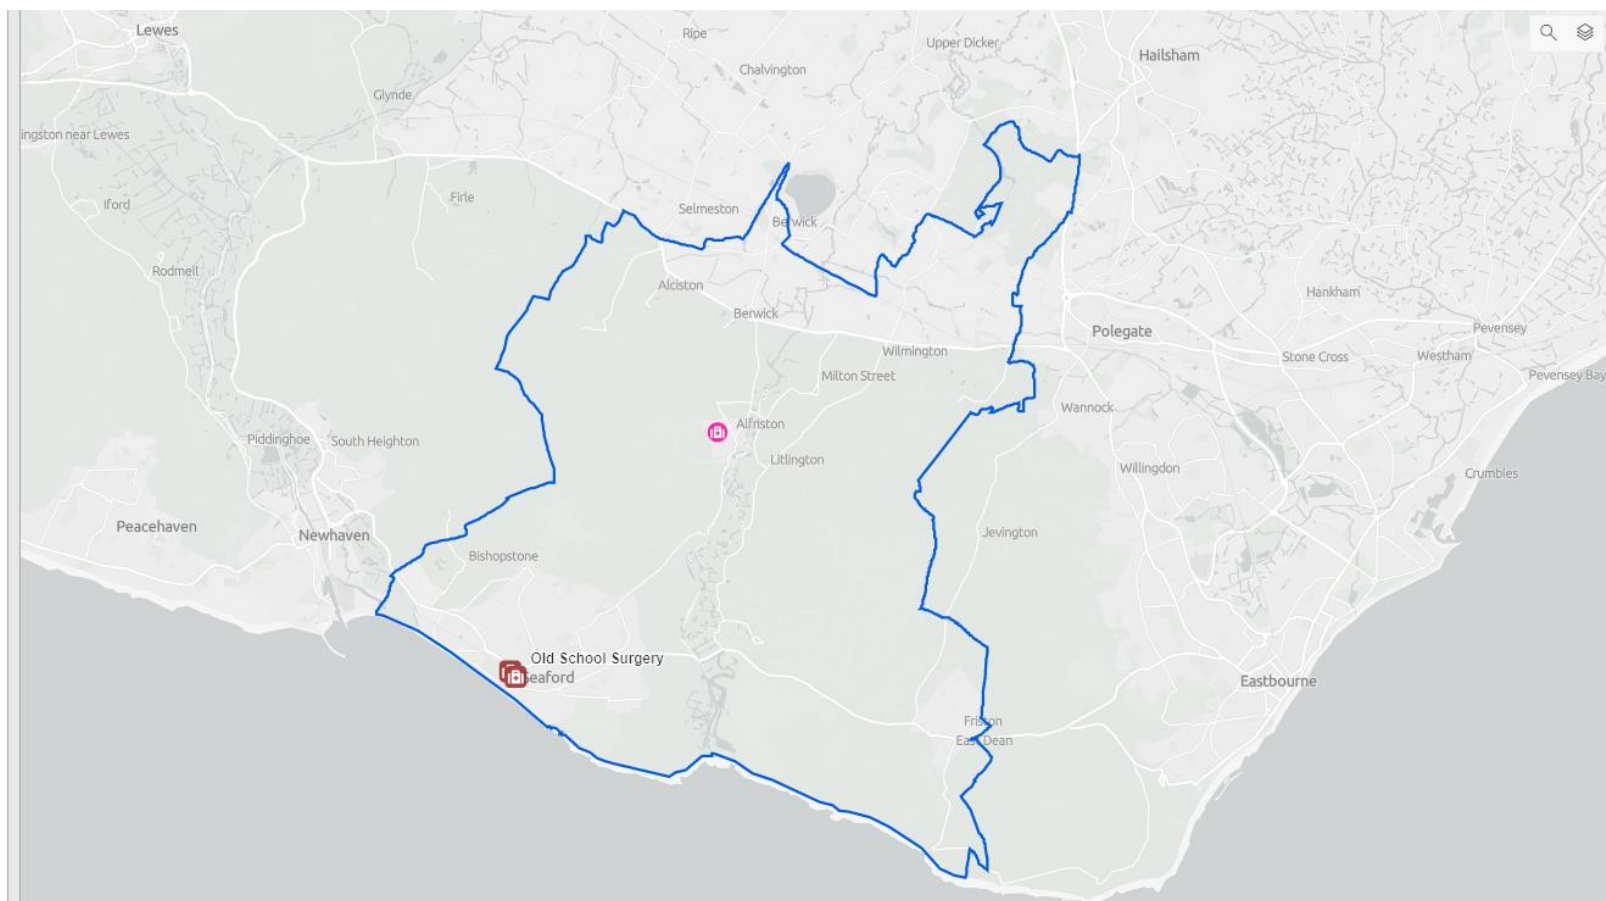 Lewes
Ripe
Upper Dicker
Hailsham
Chalvington
Glynde
ingston near Lewes
Firle
Iford
Selmeston
Berwick
Rodmell
Alciston
Hankham
Berwick
Polegate
Pevensey
Wilmington
Stone Cross
Westham
Milton Street
Pevensey Bay
Wannock
Alfriston
Piddinghoe
South Heighton
Litlington
Willingdon
Crumbles
Peacehaven
Newhaven
Jevington
Bishopstone
Old School Surgery
Seaford
Eastbourne
Friston
East Dean